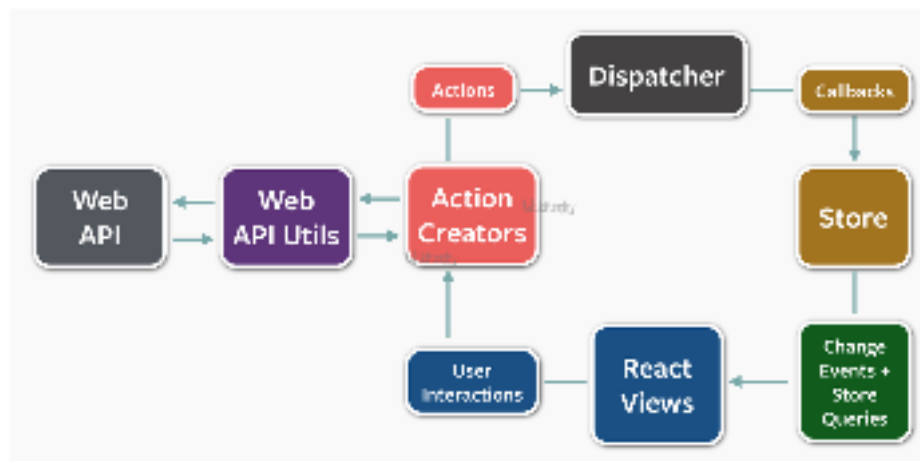 Actions
Dispatcher
Callbacks
Web
API
Web
API Utils
Action
Creators
Store
User
Interactions
React
Views
Change
Events +
Store
Queries